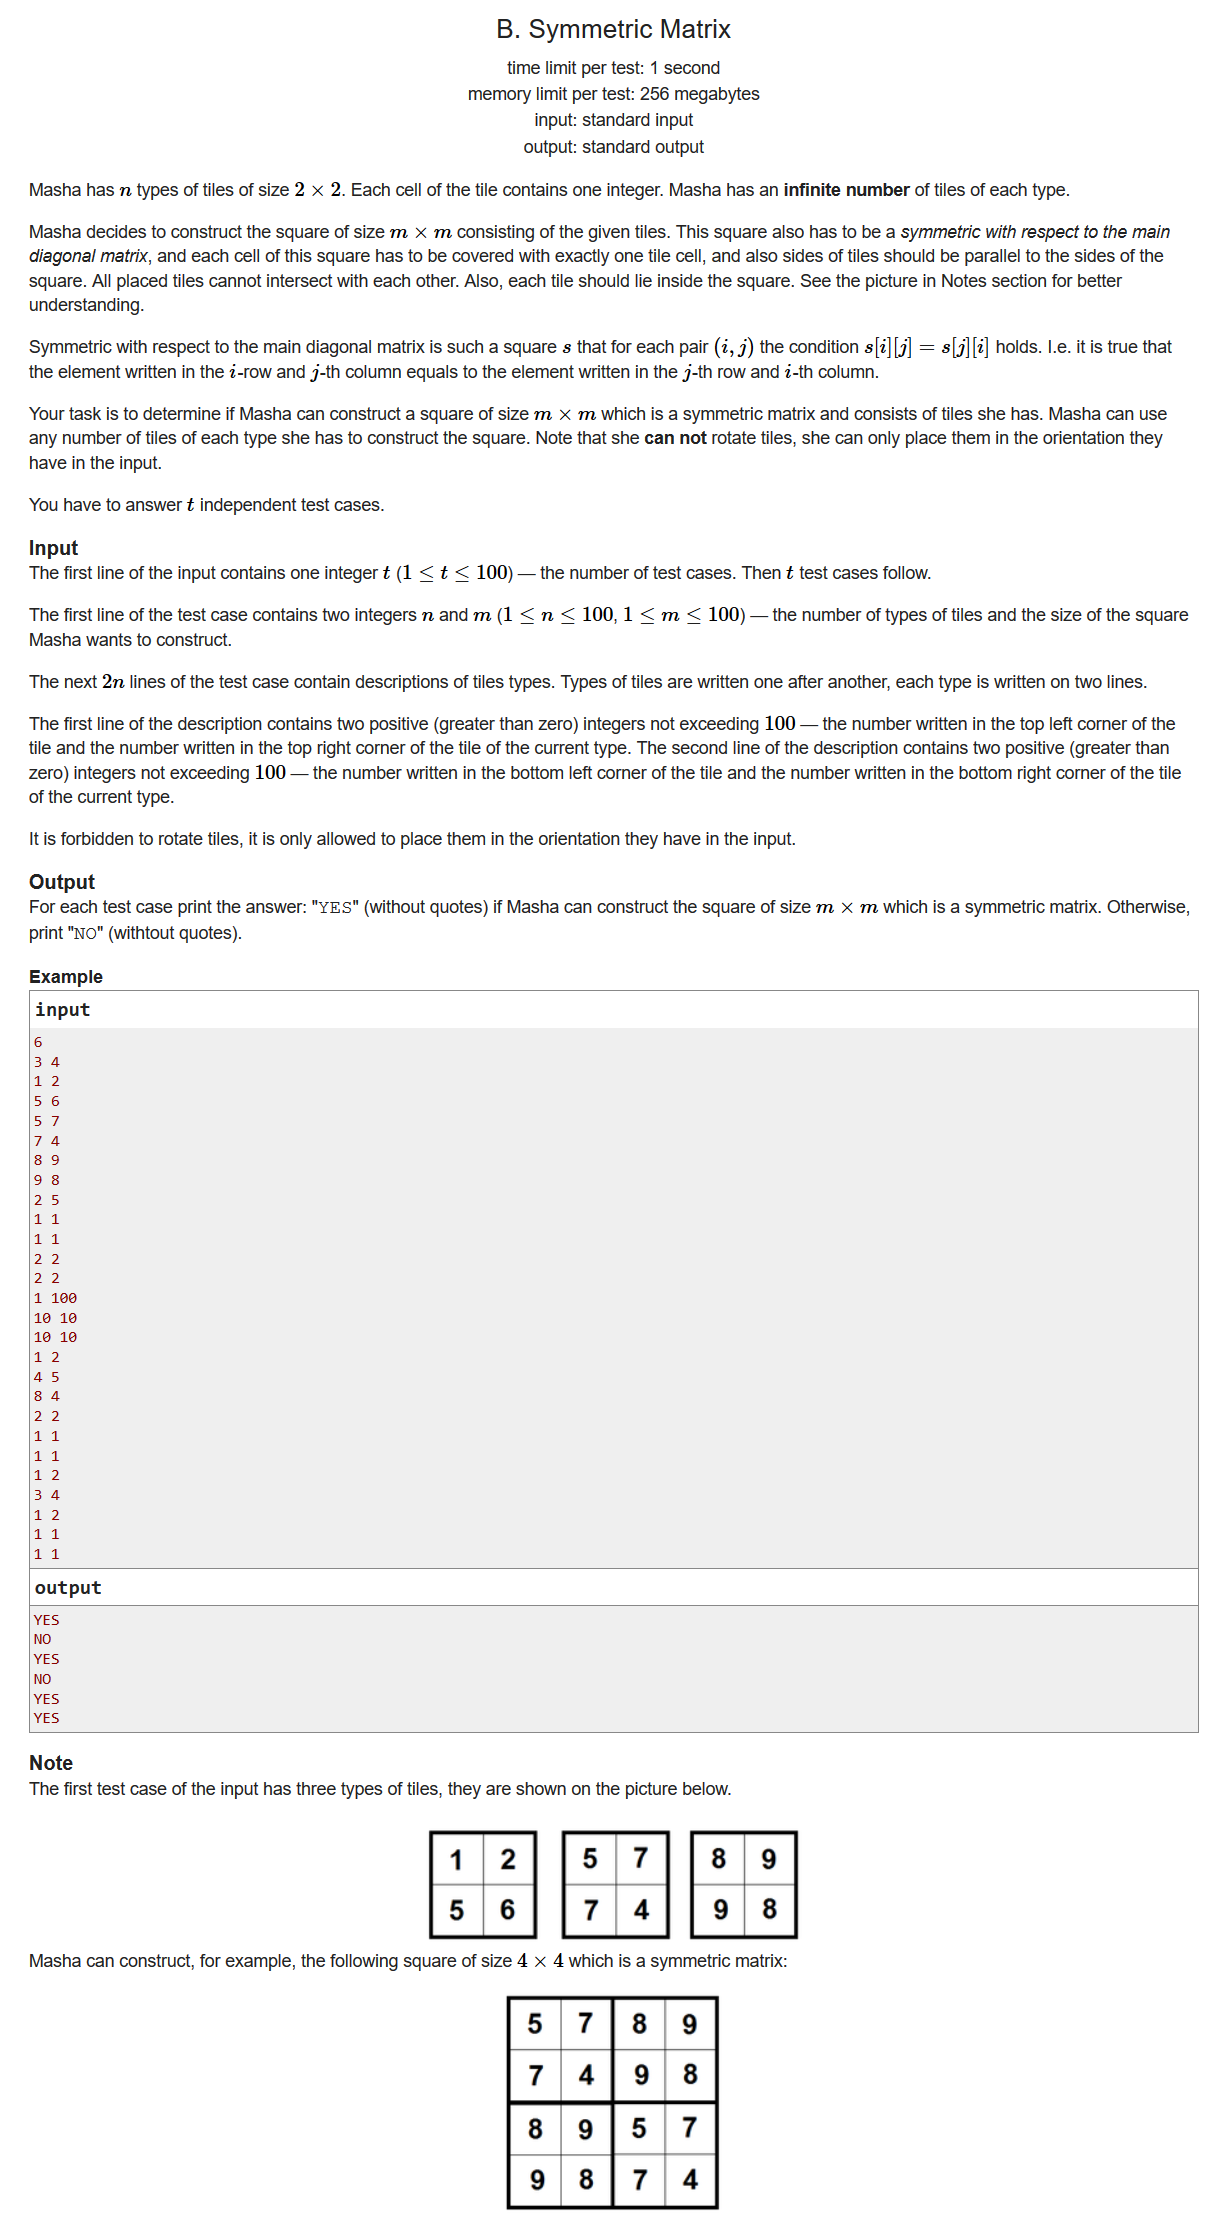 B. Symmetric Matrix
time limit per test: 1 second
memory limit per test: 256 megabytes
input: standard input
output: standard output
Masha has n types of tiles of size 2 × 2. Each cell of the tile contains one integer. Masha has an infinite number of tiles of each type.
Masha decides to construct the square of size m × m consisting of the given tiles. This square also has to be a symmetric with respect to the main
diagonal matrix, and each cell of this square has to be covered with exactly one tile cell, and also sides of tiles should be parallel to the sides of the
square. All placed tiles cannot intersect with each other. Also, each tile should lie inside the square. See the picture in Notes section for better
understanding.
Symmetric with respect to the main diagonal matrix is such a square s that for each pair (i, j) the condition s[i][j] = s[j][i] holds. I.e. it is true that
the element written in the i-row and j-th column equals to the element written in the j-th row and i-th column.
Your task is to determine if Masha can construct a square of size m × m which is a symmetric matrix and consists of tiles she has. Masha can use
any number of tiles of each type she has to construct the square. Note that she can not rotate tiles, she can only place them in the orientation they
have in the input.
You have to answer t independent test cases.
Input
The first line of the input contains one integer t (1 ≤ t ≤ 100) — the number of test cases. Then t test cases follow.
The first line of the test case contains two integers n and m (1 ≤ n ≤ 100, 1 ≤ m ≤ 100) — the number of types of tiles and the size of the square
Masha wants to construct.
The next 2n lines of the test case contain descriptions of tiles types. Types of tiles are written one after another, each type is written on two lines.
The first line of the description contains two positive (greater than zero) integers not exceeding 100 — the number written in the top left corner of the
tile and the number written in the top right corner of the tile of the current type. The second line of the description contains two positive (greater than
zero) integers not exceeding 100 — the number written in the bottom left corner of the tile and the number written in the bottom right corner of the tile
of the current type.
It is forbidden to rotate tiles, it is only allowed to place them in the orientation they have in the input.
Output
For each test case print the answer: "YES" (without quotes) if Masha can construct the square of size m × m which is a symmetric matrix. Otherwise,
print "NO" (withtout quotes).
Example
input
6
3 4
1 2
5 6
5 7
7 4
8 9
9 8
2 5
1 1
1 1
2 2
2 2
1 100
10 10
10 10
1 2
4 5
8 4
2 2
1 1
1 1
1 2
3 4
1 2
1 1
1 1
output
YES
NO
YES
NO
YES
YES
Note
The first test case of the input has three types of tiles, they are shown on the picture below.
1 2 5 7 8 9
5 6 7 4 9 8
Masha can construct, for example, the following square of size 4 × 4 which is a symmetric matrix:
5 7 8 9
7 4 9 8
8 9 5 7
9 8 7 4